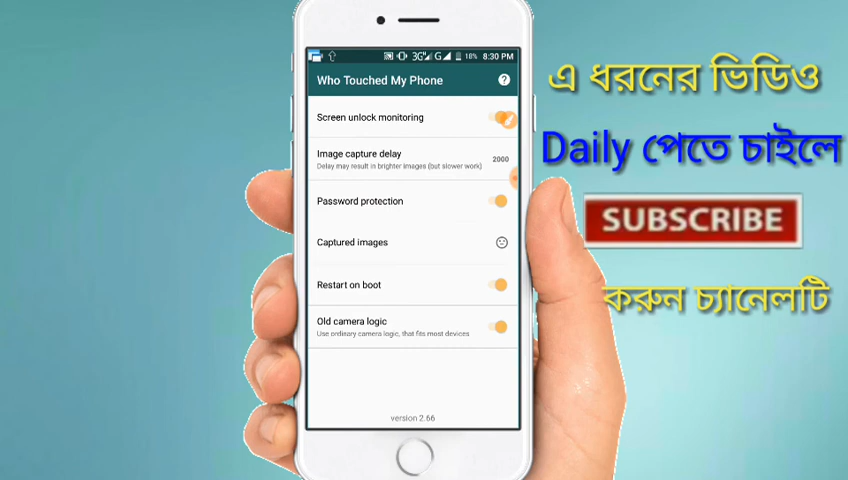 3G G 18% 8:30 PM
Who Touched My Phone ?
Screen unlock monitoring
Image capture delay
Delay may result in brighter images (but slower work)
2000
Password protection
Captured images
Restart on boot
Old camera logic
Use ordinary camera logic, that fits most devices
version 2.66
এ ধরনের ভিডিও
Daily পেতে চাইলে
SUBSCRIBE
করুন চ্যানেলটি